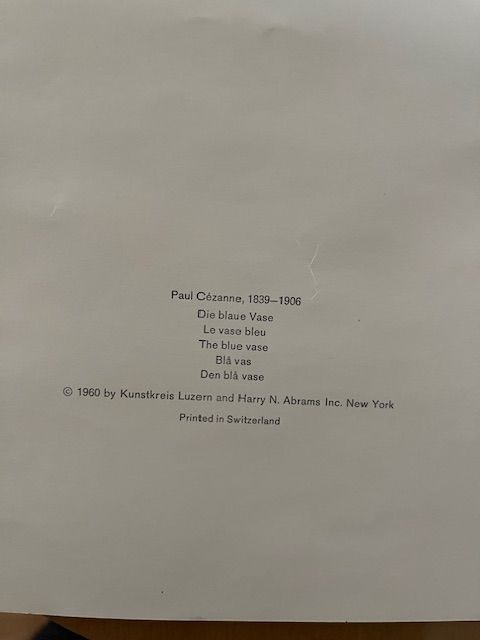 Paul Cézanne, 1839–1906
Die blaue Vase
Le vase bleu
The blue vase
Blå vas
Den blå vase
© 1960 by Kunstkreis Luzern and Harry N. Abrams Inc. New York
Printed in Switzerland